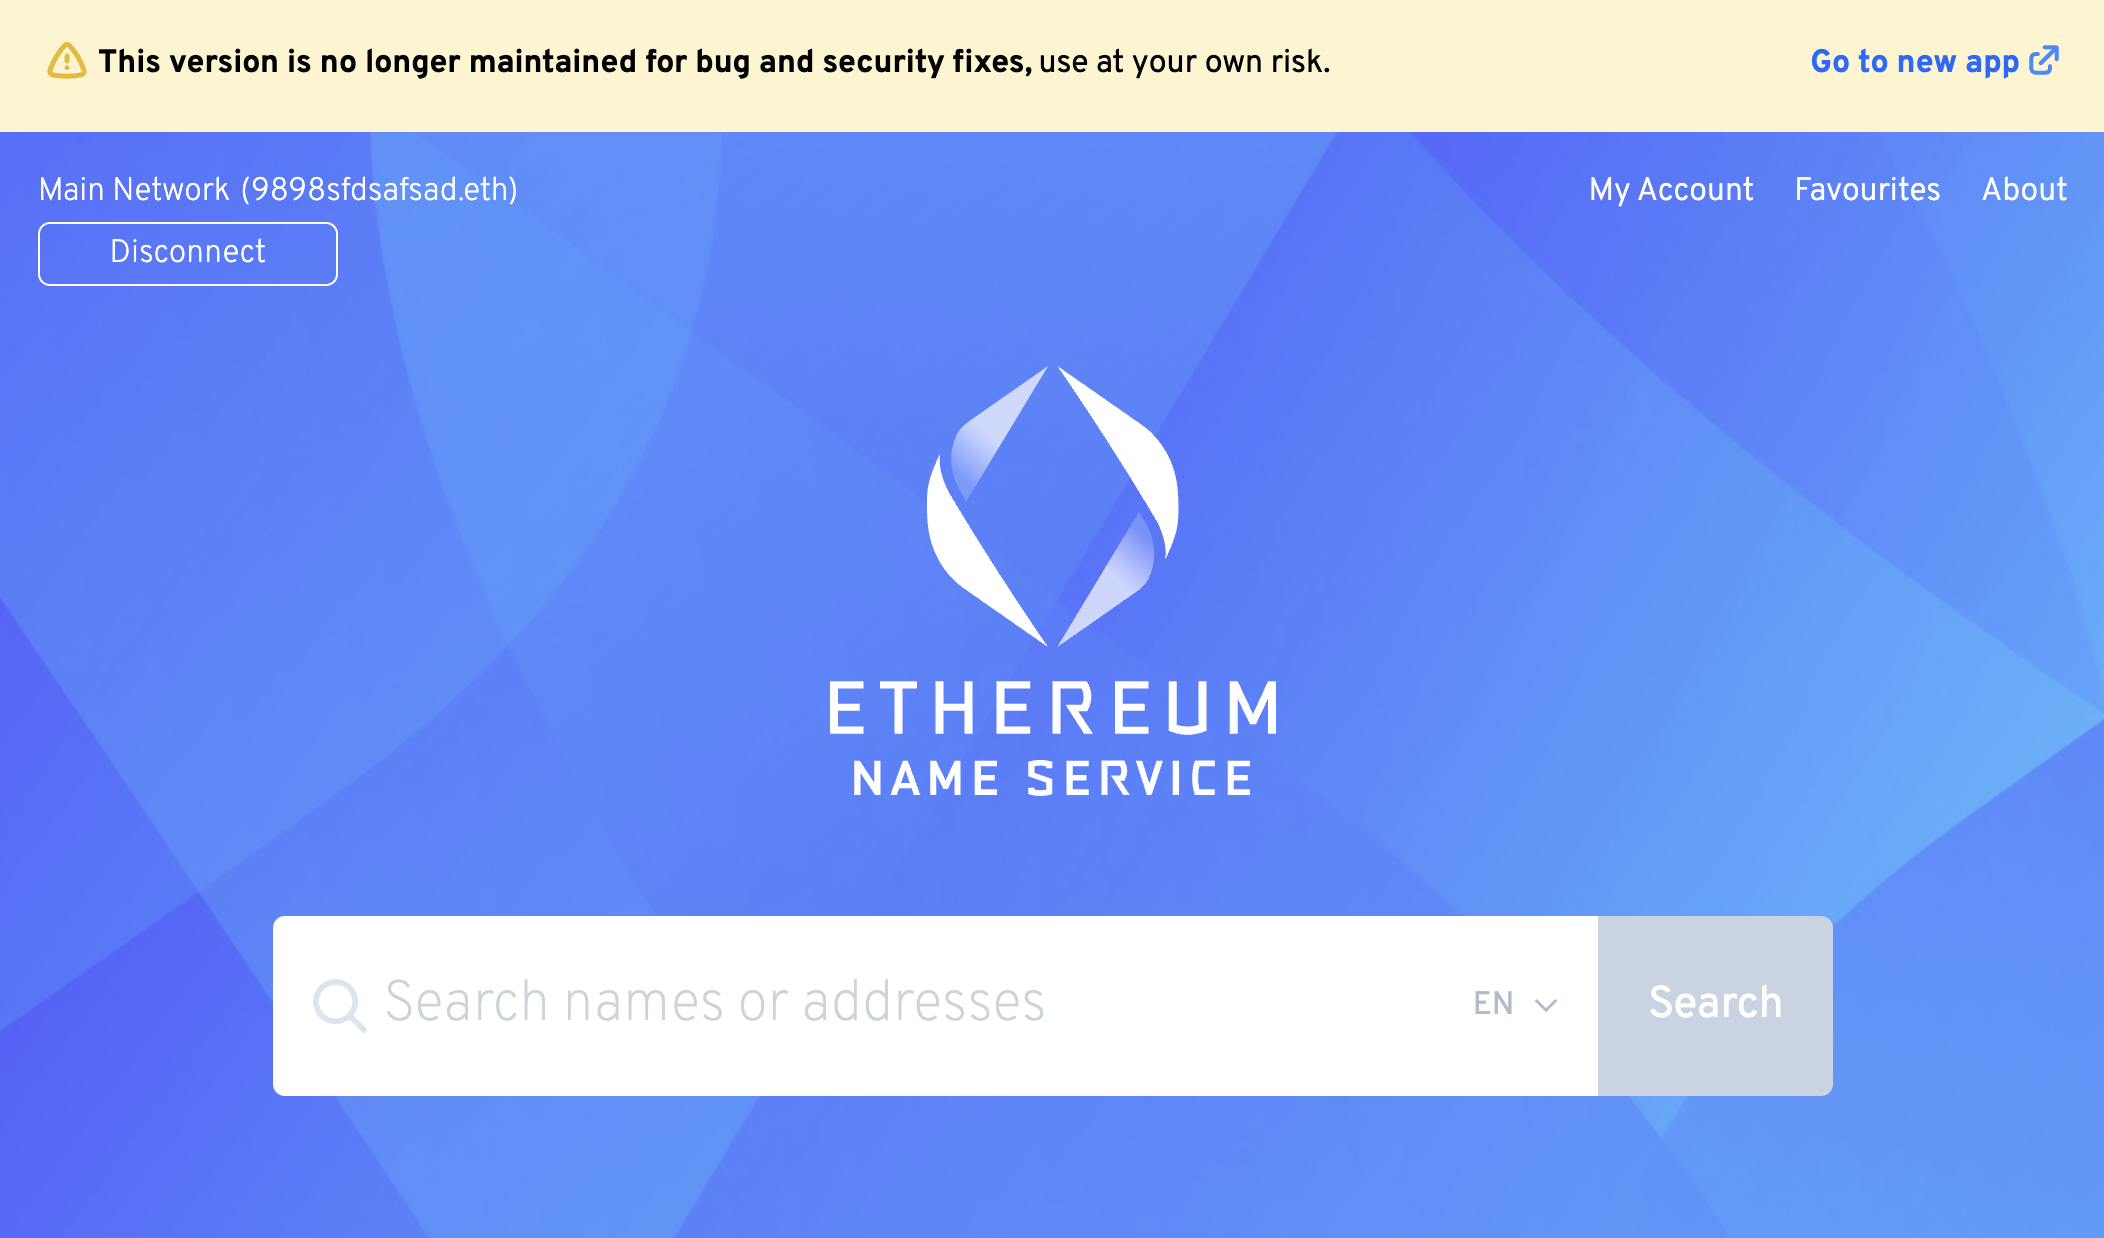 This version is no longer maintained for bug and security fixes, use at your own risk.
Go to new app
Main Network (9898sfdsafsad.eth)
My Account
Favourites
About
Disconnect
ETHEREUM
NAME SERVICE
Search names or addresses
EN
Search